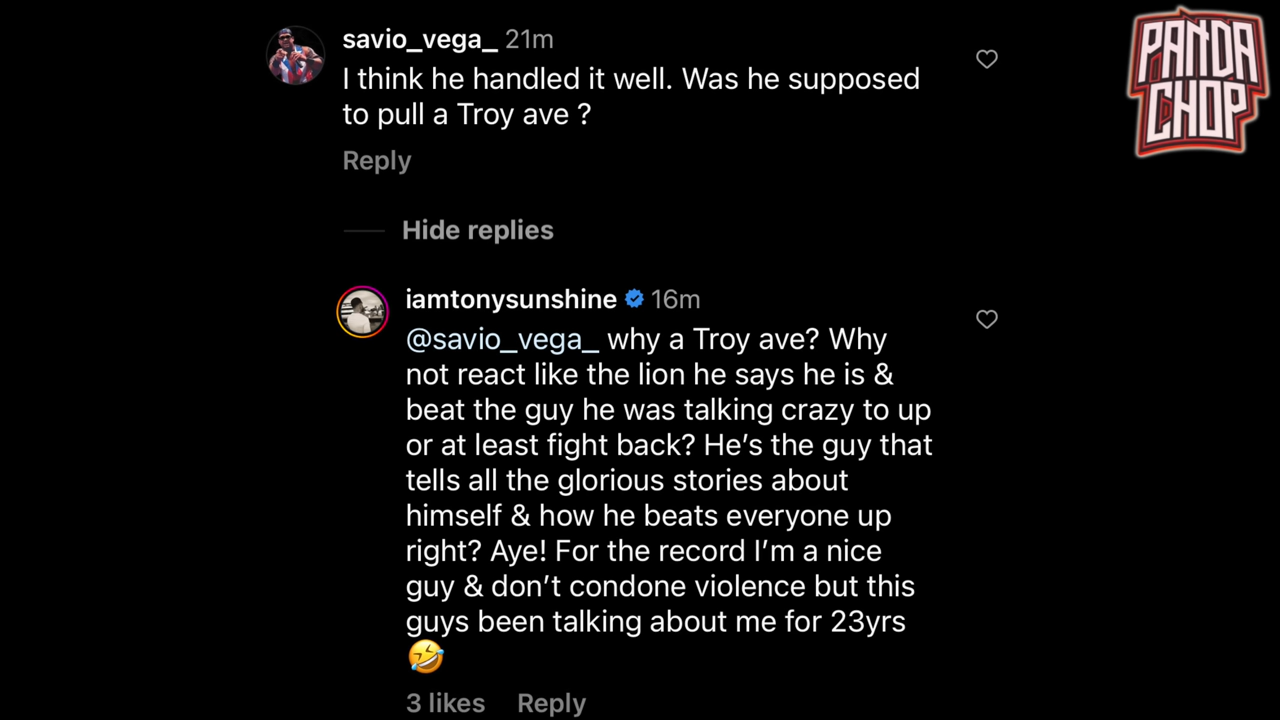 savio_vega_ 21m
I think he handled it well. Was he supposed
to pull a Troy ave ?
Reply
Hide replies
iamtonysunshine 16m
@savio_vega_ why a Troy ave? Why
not react like the lion he says he is &
beat the guy he was talking crazy to up
or at least fight back? He’s the guy that
tells all the glorious stories about
himself & how he beats everyone up
right? Aye! For the record I’m a nice
guy & don’t condone violence but this
guys been talking about me for 23yrs
🤣
3 likes Reply
PANDA
CHOP